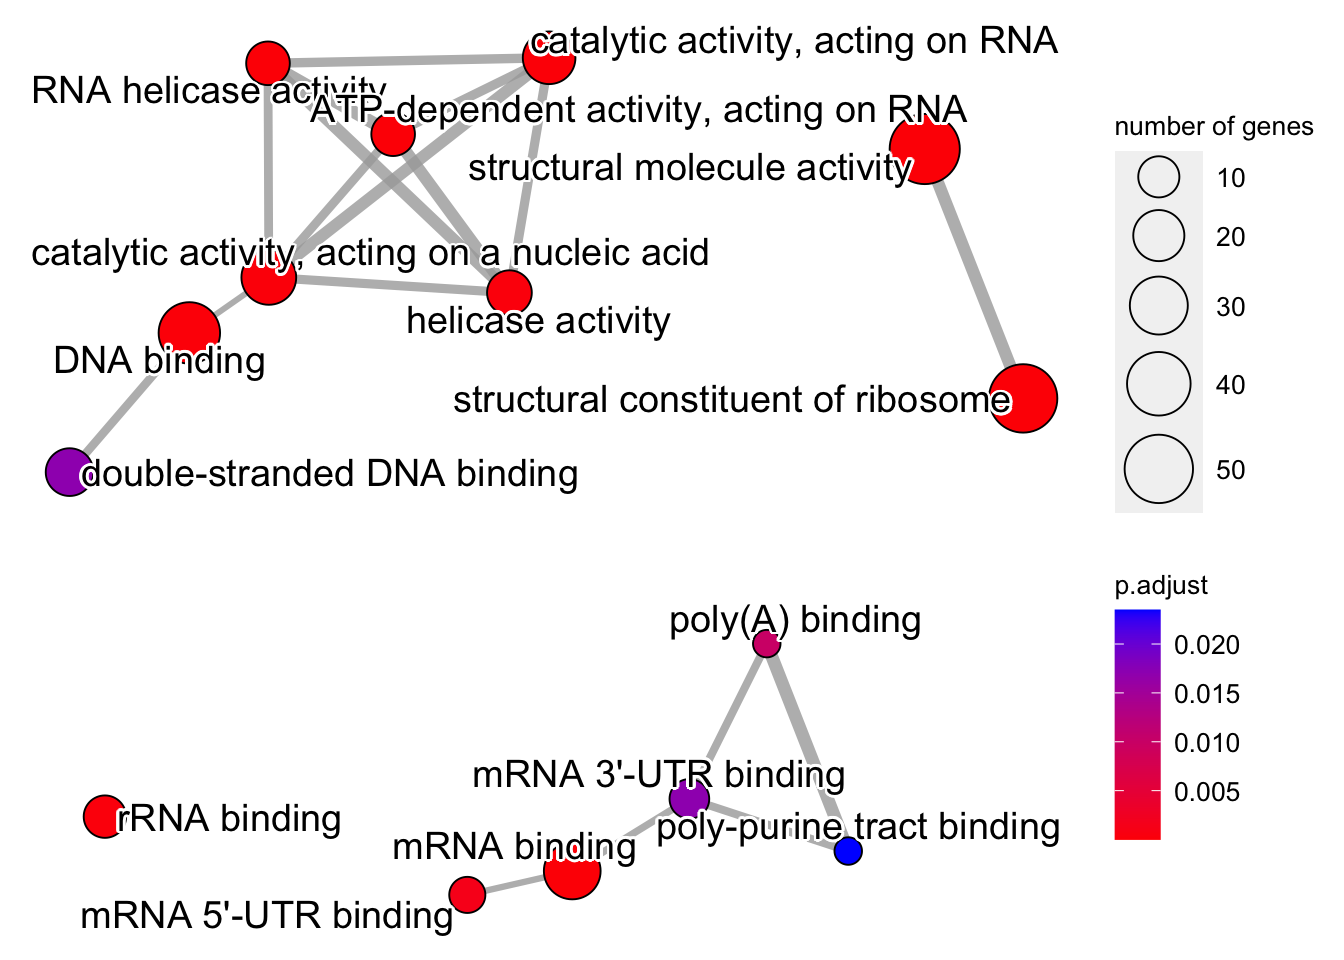 catalytic activity, acting on RNA
RNA helicase activity
ATP-dependent activity, acting on RNA
structural molecule activity
catalytic activity, acting on a nucleic acid
helicase activity
DNA binding
structural constituent of ribosome
double-stranded DNA binding
poly(A) binding
mRNA 3'-UTR binding
rRNA binding
poly-purine tract binding
mRNA binding
mRNA 5'-UTR binding
number of genes
10
20
30
40
50
p.adjust
0.020
0.015
0.010
0.005